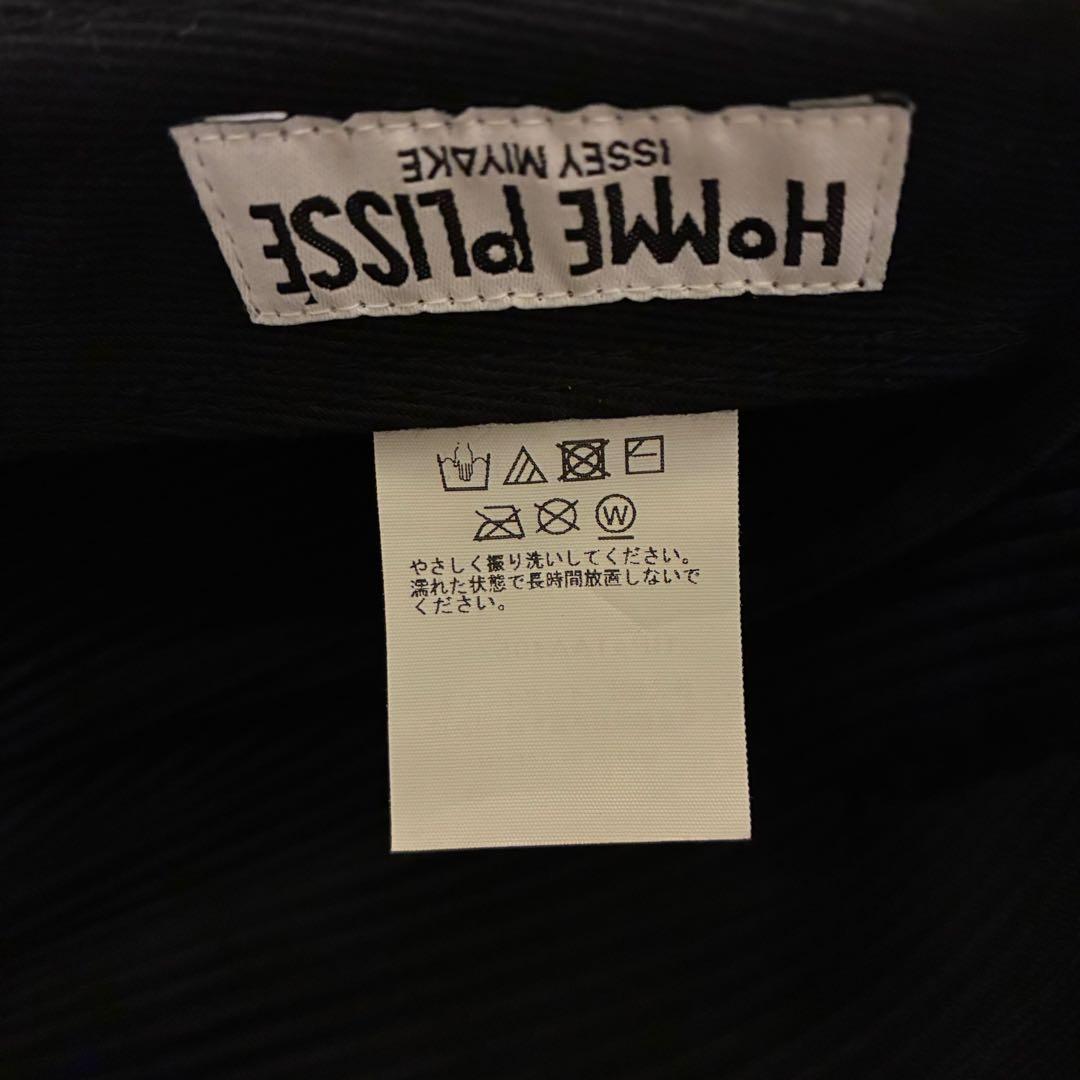 HOMME PLISSÉ
ISSEY MIYAKE
W
やさしく振り洗いしてください。
濡れた状態で長時間放置しないで
ください。